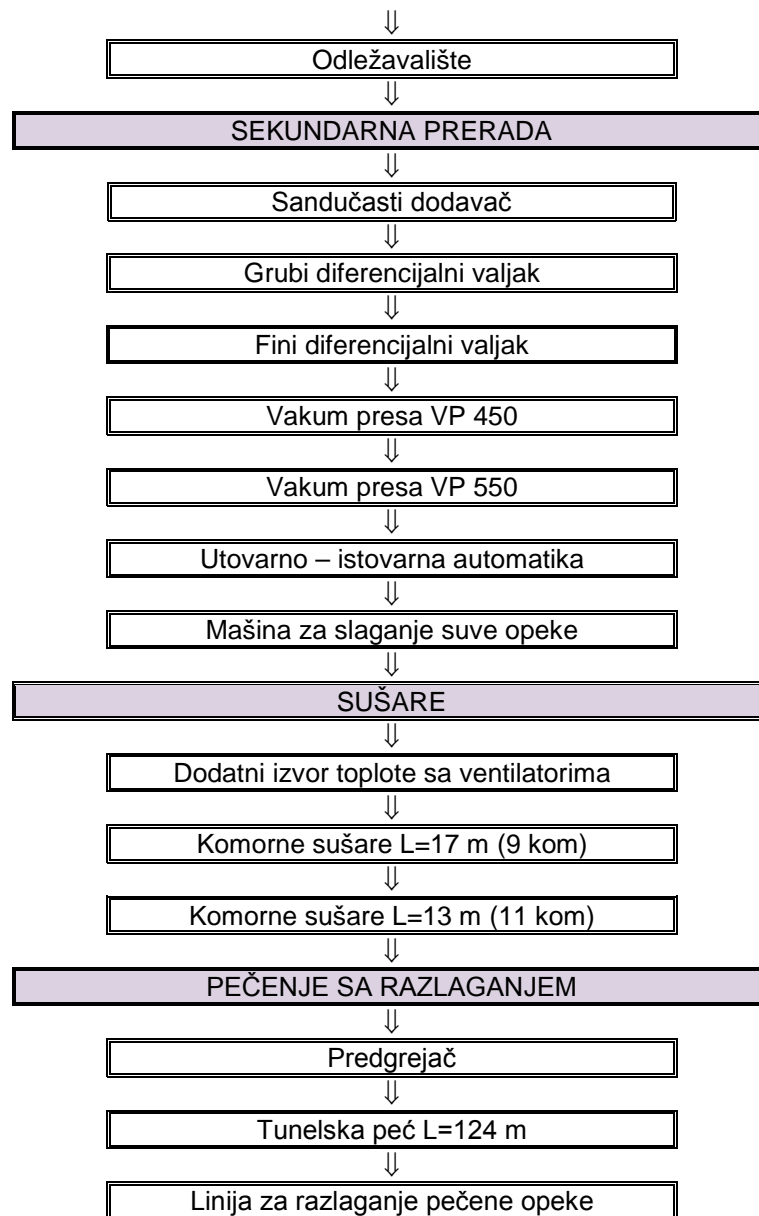 ⇓
Odležavalište
⇓
SEKUNDARNA PRERADA
⇓
Sandučasti dodavač
⇓
Grubi diferencijalni valjak
⇓
Fini diferencijalni valjak
⇓
Vakum presa VP 450
⇓
Vakum presa VP 550
⇓
Utovarno – istovarna automatika
⇓
Mašina za slaganje suve opeke
⇓
SUŠARE
⇓
Dodatni izvor toplote sa ventilatorima
⇓
Komorne sušare L=17 m (9 kom)
⇓
Komorne sušare L=13 m (11 kom)
⇓
PEČENJE SA RAZLAGANJEM
⇓
Predgrejač
⇓
Tunelska peć L=124 m
⇓
Linija za razlaganje pečene opeke